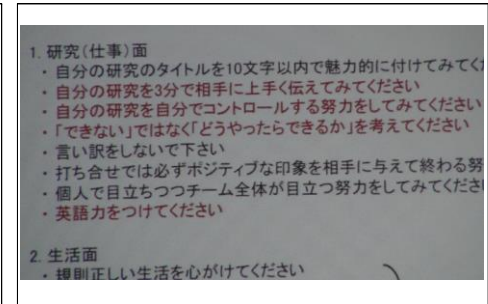 1. 研究(仕事)面
・自分の研究のタイトルを10文字以内で魅力的に付けてみてく
・自分の研究を3分で相手に上手く伝えてみてください
・自分の研究を自分でコントロールする努力をしてみてください
・「できない」ではなく「どうやったらできるか」を考えてください
・言い訳をしないで下さい
・打ち合せでは必ずポジティブな印象を相手に与えて終わる努
・個人で目立ちつつチーム全体が目立つ努力をしてみてくださ
・英語力をつけてください
2. 生活面
・規則正しい生活を心がけてください